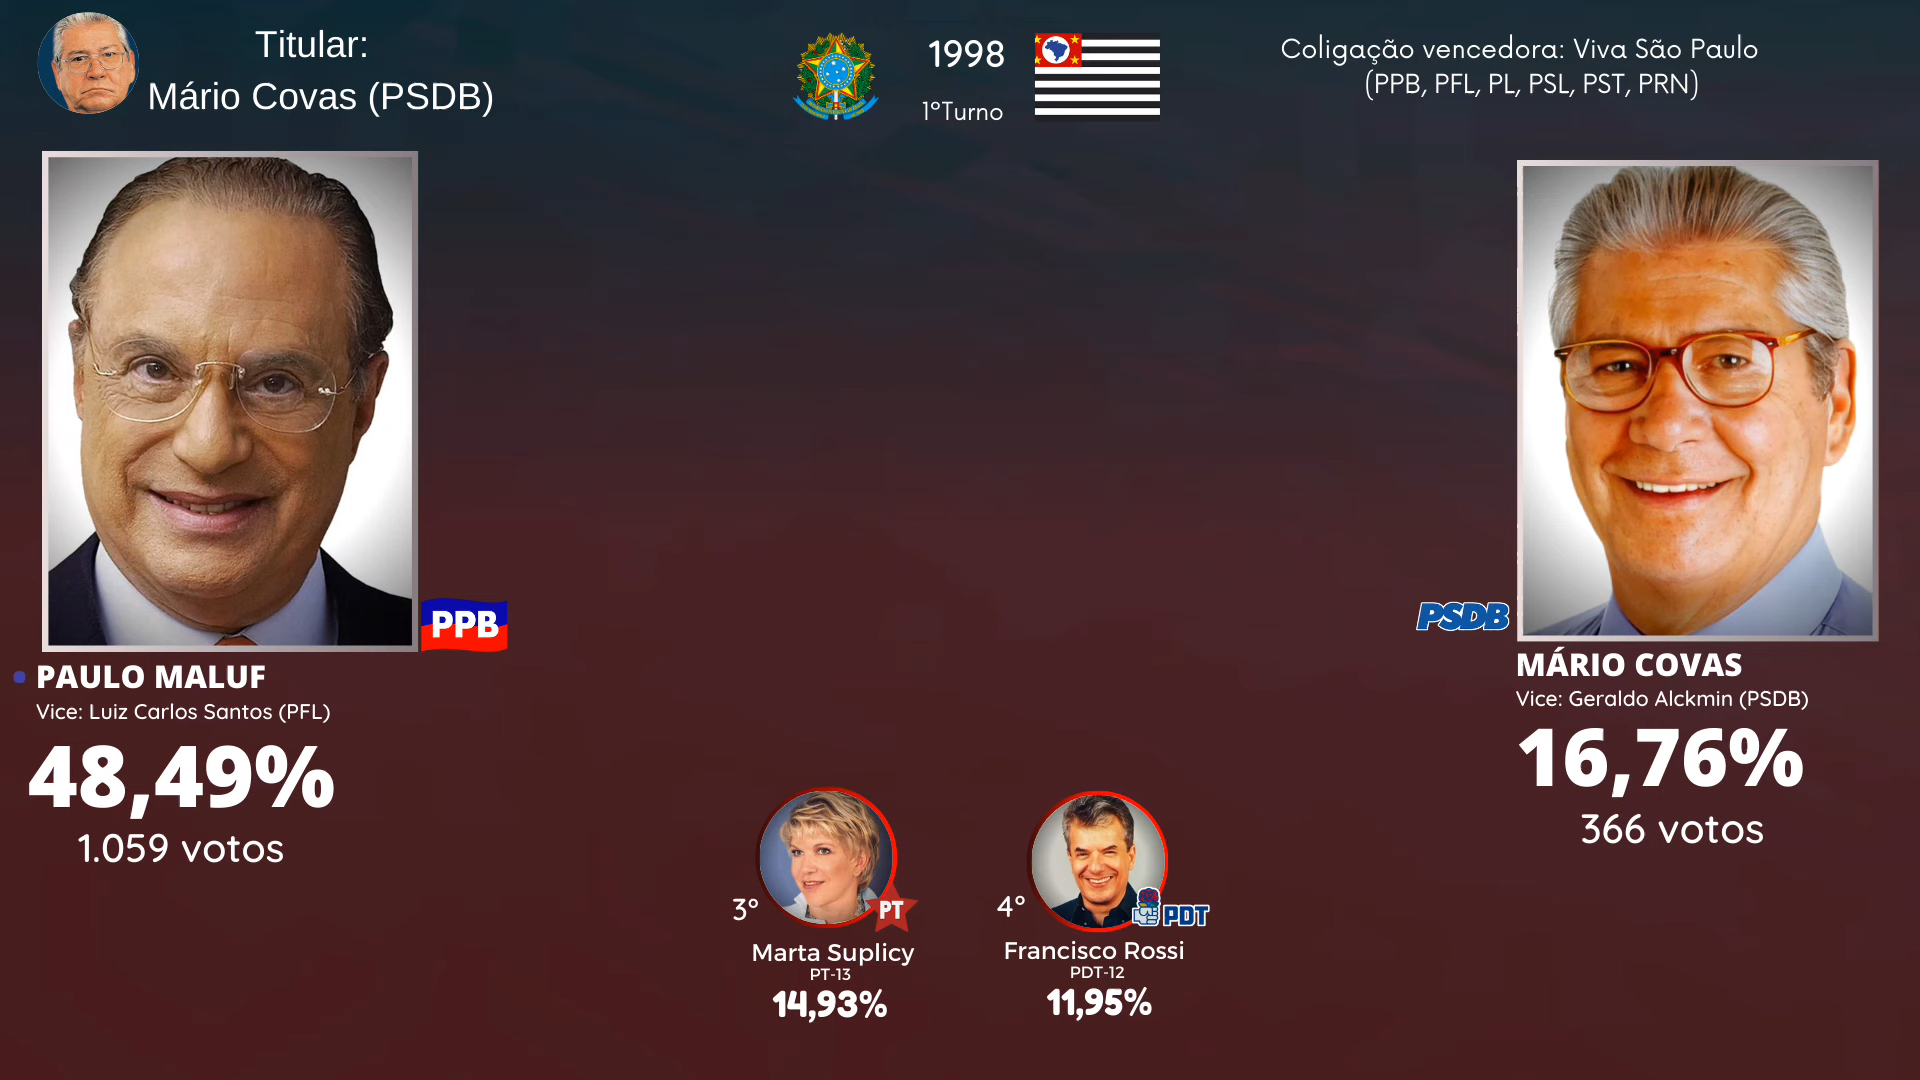 Titular:
Mário Covas (PSDB)
1998
1°Turno
Coligação vencedora: Viva São Paulo
(PPB, PFL, PL, PSL, PST, PRN)
PPB
PAULO MALUF
Vice: Luiz Carlos Santos (PFL)
48,49%
1.059 votos
PSDB
MÁRIO COVAS
Vice: Geraldo Alckmin (PSDB)
16,76%
366 votos
3°
PT
Marta Suplicy
PT-13
14,93%
4°
PDT
Francisco Rossi
PDT-12
11,95%